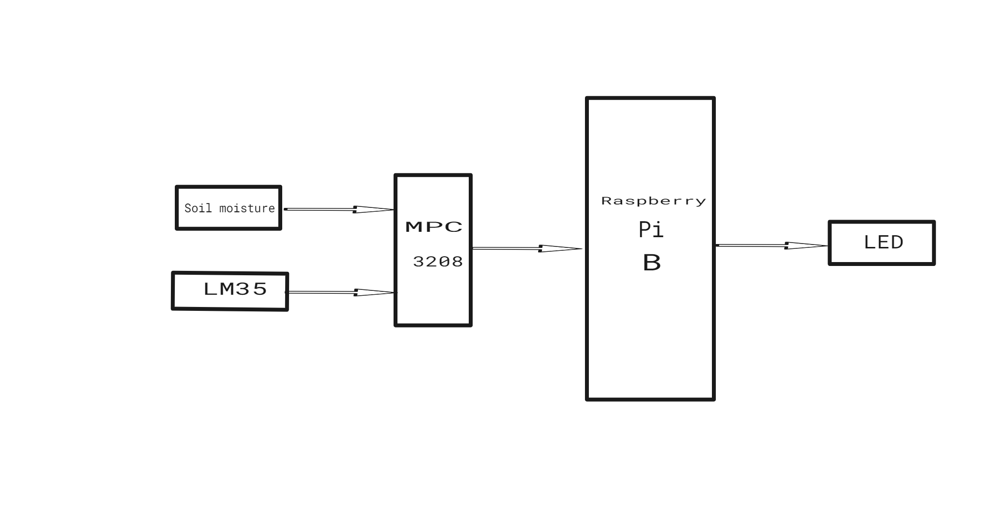 Soil moisture
LM35
MPC
3208
Raspberry
Pi
B
LED